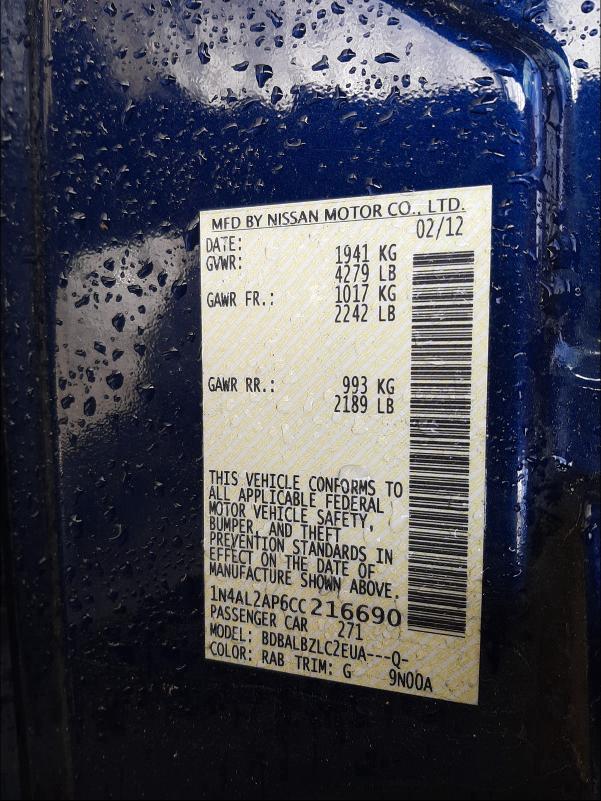 MFD BY NISSAN MOTOR CO., LTD.
DATE: 02/12
GVWR: 1941 KG
4279 LB
GAWR FR.: 1017 KG
2242 LB
GAWR RR.: 993 KG
2189 LB
THIS VEHICLE CONFORMS TO
ALL APPLICABLE FEDERAL
MOTOR VEHICLE SAFETY,
BUMPER, AND THEFT
PREVENTION STANDARDS IN
EFFECT ON THE DATE OF
MANUFACTURE SHOWN ABOVE.
1N4AL2AP6CC216690
PASSENGER CAR 271
MODEL: BDBALBZLC2EUA---Q-
COLOR: RAB TRIM: G 9N00A